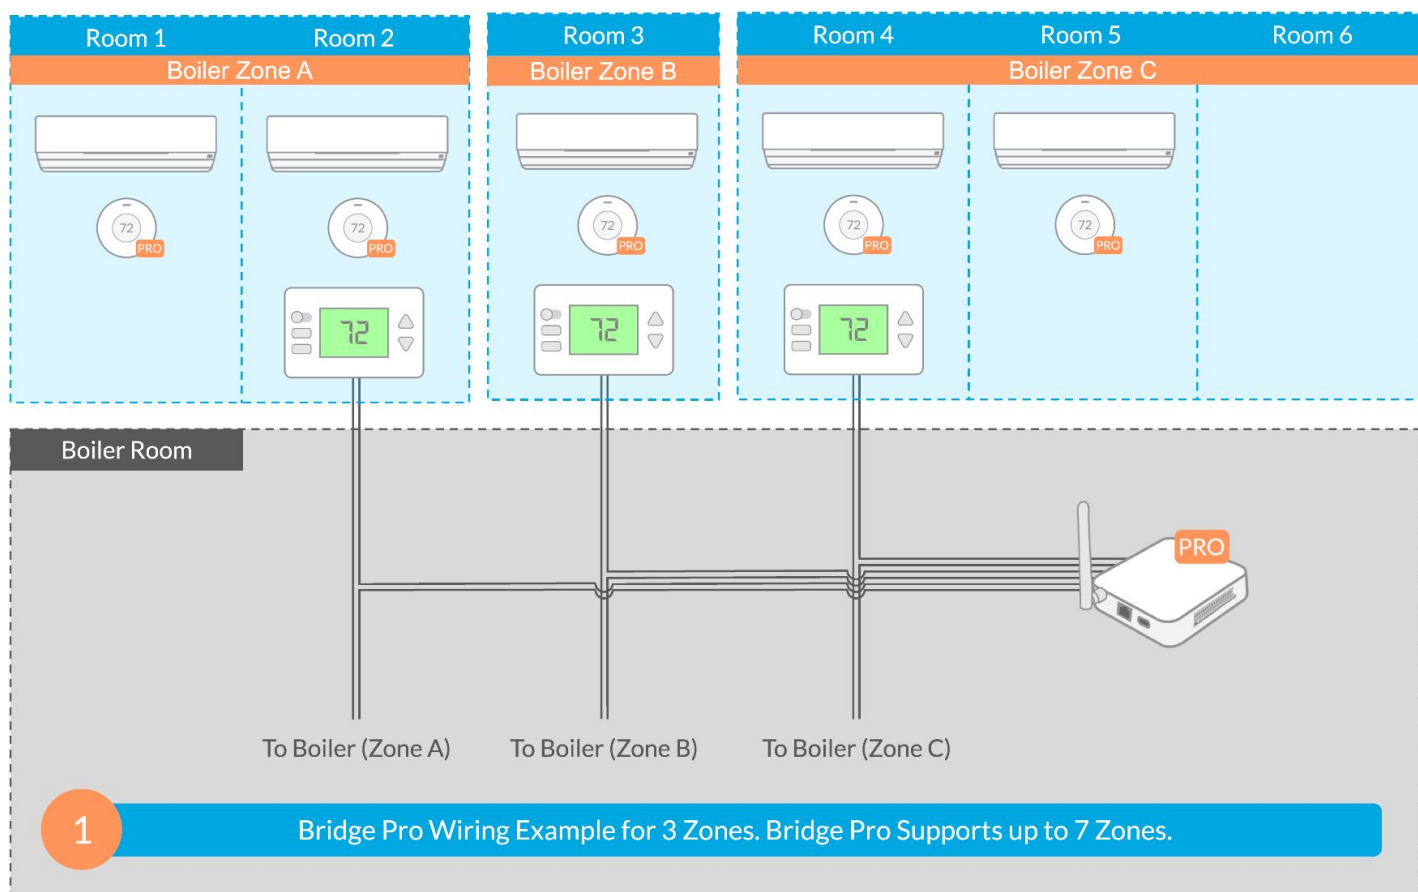 Room 1
Room 2
Room 3
Room 4
Room 5
Room 6
Boiler Zone A
Boiler Zone B
Boiler Zone C
72
PRO
72
PRO
72
PRO
72
PRO
72
PRO
72
72
72
Boiler Room
PRO
To Boiler (Zone A)
To Boiler (Zone B)
To Boiler (Zone C)
1
Bridge Pro Wiring Example for 3 Zones. Bridge Pro Supports up to 7 Zones.